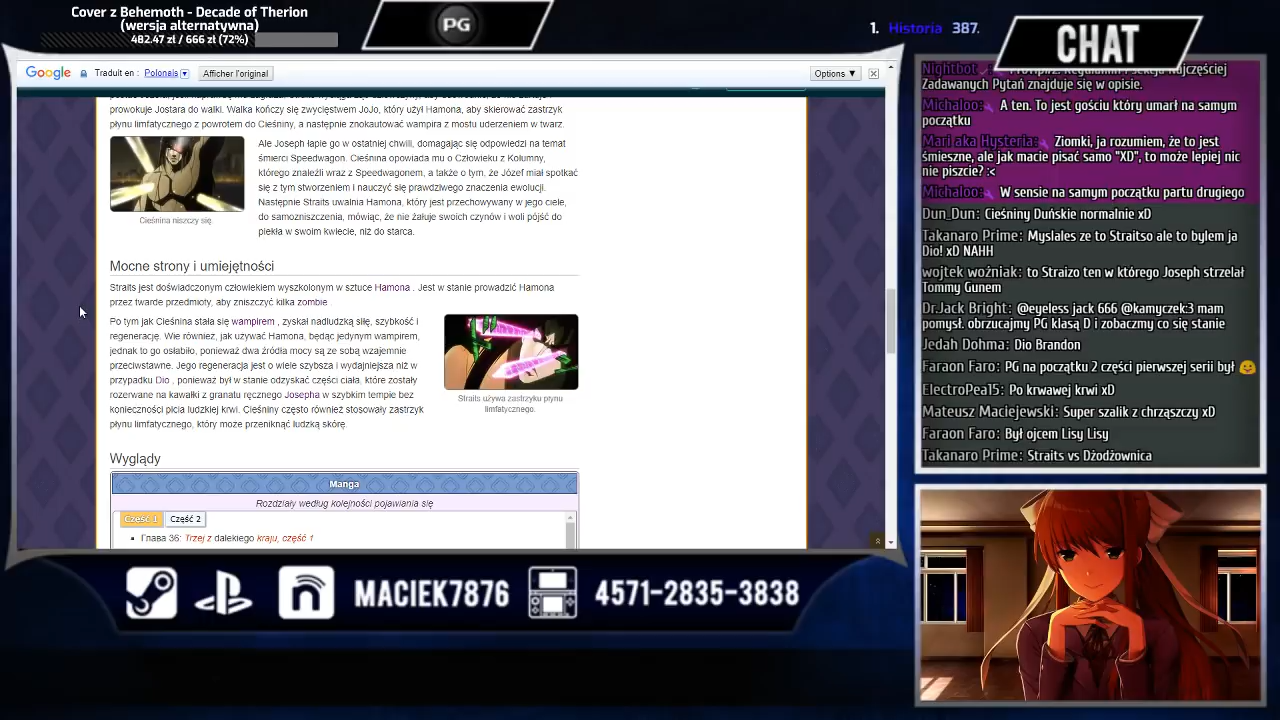 Cover z Behemoth - Decade of Therion
(wersja alternatywna)
482.47 zł / 666 zł (72%)
PG
1. Historia 387.
CHAT
Google Traduit en : Polonais Afficher l'original Options ▼
prowokuje Jostara do walki. Walka kończy się zwycięstwem JoJo, który użył Hamona, aby skierować zastrzyk
płynu limfatycznego z powrotem do Cieśniny, a następnie znokautować wampira z mostu uderzeniem w twarz.
Ale Joseph łapie go w ostatniej chwili, domagając się odpowiedzi na temat
śmierci Speedwagon. Cieśnina opowiada mu o Człowieku z Kolumny,
którego znaleźli wraz z Speedwagonem, a także o tym, że Józef miał spotkać
się z tym stworzeniem i nauczyć się prawdziwego znaczenia ewolucji.
Następnie Straits uwalnia Hamona, który jest przechowywany w jego ciele,
do samozniszczenia, mówiąc, że nie żałuje swoich czynów i woli pójść do
piekła w swoim kwiecie, niż do starca.
Cieśnina niszczy się.
Mocne strony i umiejętności
Straits jest doświadczonym człowiekiem wyszkolonym w sztuce Hamona . Jest w stanie prowadzić Hamona
przez twarde przedmioty, aby zniszczyć kilka zombie .
Po tym jak Cieśnina stała się wampirem , zyskał nadludzką siłę, szybkość i
regenerację. Wie również, jak używać Hamona, będąc jedynym wampirem,
jednak to go osłabiło, ponieważ dwa źródła mocy są ze sobą wzajemnie
przeciwstawne. Jego regeneracja jest o wiele szybsza i wydajniejsza niż w
przypadku Dio , ponieważ był w stanie odzyskać części ciała, które zostały
rozerwane na kawałki z granatu ręcznego Josepha w szybkim tempie bez
konieczności picia ludzkiej krwi. Cieśniny często również stosowały zastrzyk
płynu limfatycznego, który może przeniknąć ludzką skórę.
Straits używa zastrzyku płynu
limfatycznego.
Wyglądy
Manga
Rozdziały według kolejności pojawiania się
Część 1 Część 2
Глава 36: Trzej z dalekiego kraju, część 1
MACIEK7876
4571-2835-3838
Nightbot
Zadawanych Pytań znajduje się w opisie.
Michaloo: A ten. To jest gościu który umarł na samym
początku
Mari aka Hysteria: Ziomki, ja rozumiem, że to jest
śmieszne, ale jak macie pisać samo "XD", to może lepiej nic
nie piszcie? :<
Michaloo: W sensie na samym początku partu drugiego
Dun_Dun: Cieśniny Duńskie normalnie xD
Takanaro Prime: Myslales ze to Straitso ale to bylem ja
Dio! xD NAHH
wojtek woźniak: to Straizo ten w którego Joseph strzelał
Tommy Gunem
Dr.Jack Bright: @eyeless jack 666 @kamyczek:3 mam
pomysł. obrzucajmy PG klasą D i zobaczmy co się stanie
Jedah Dohma: Dio Brandon
Faraon Faro: PG na początku 2 części pierwszej serii był
ElectroPea15: Po krwawej krwi xD
Mateusz Maciejewski: Super szalik z chrząszczy xD
Faraon Faro: Był ojcem Lisy Lisy
Takanaro Prime: Straits vs Dżodżownica